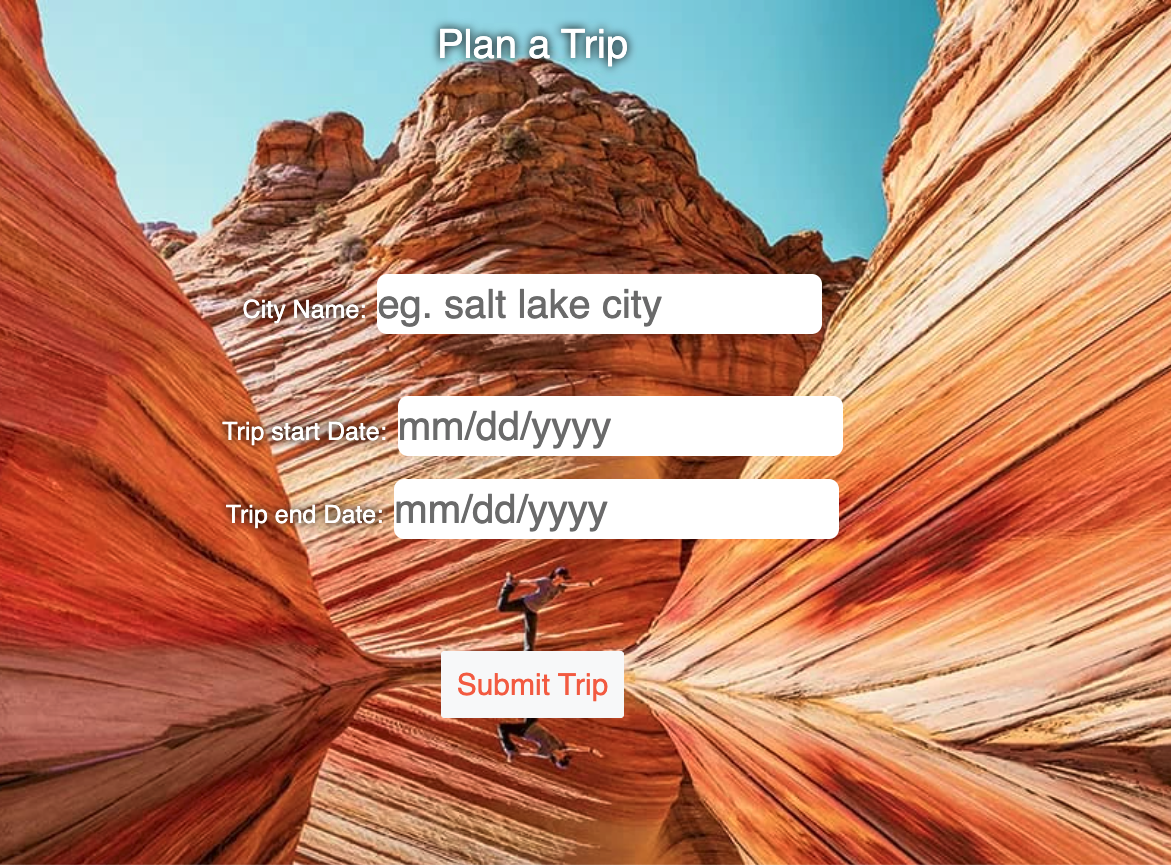 Plan a Trip
City Name: eg. salt lake city
Trip start Date: mm/dd/yyyy
Trip end Date: mm/dd/yyyy
Submit Trip